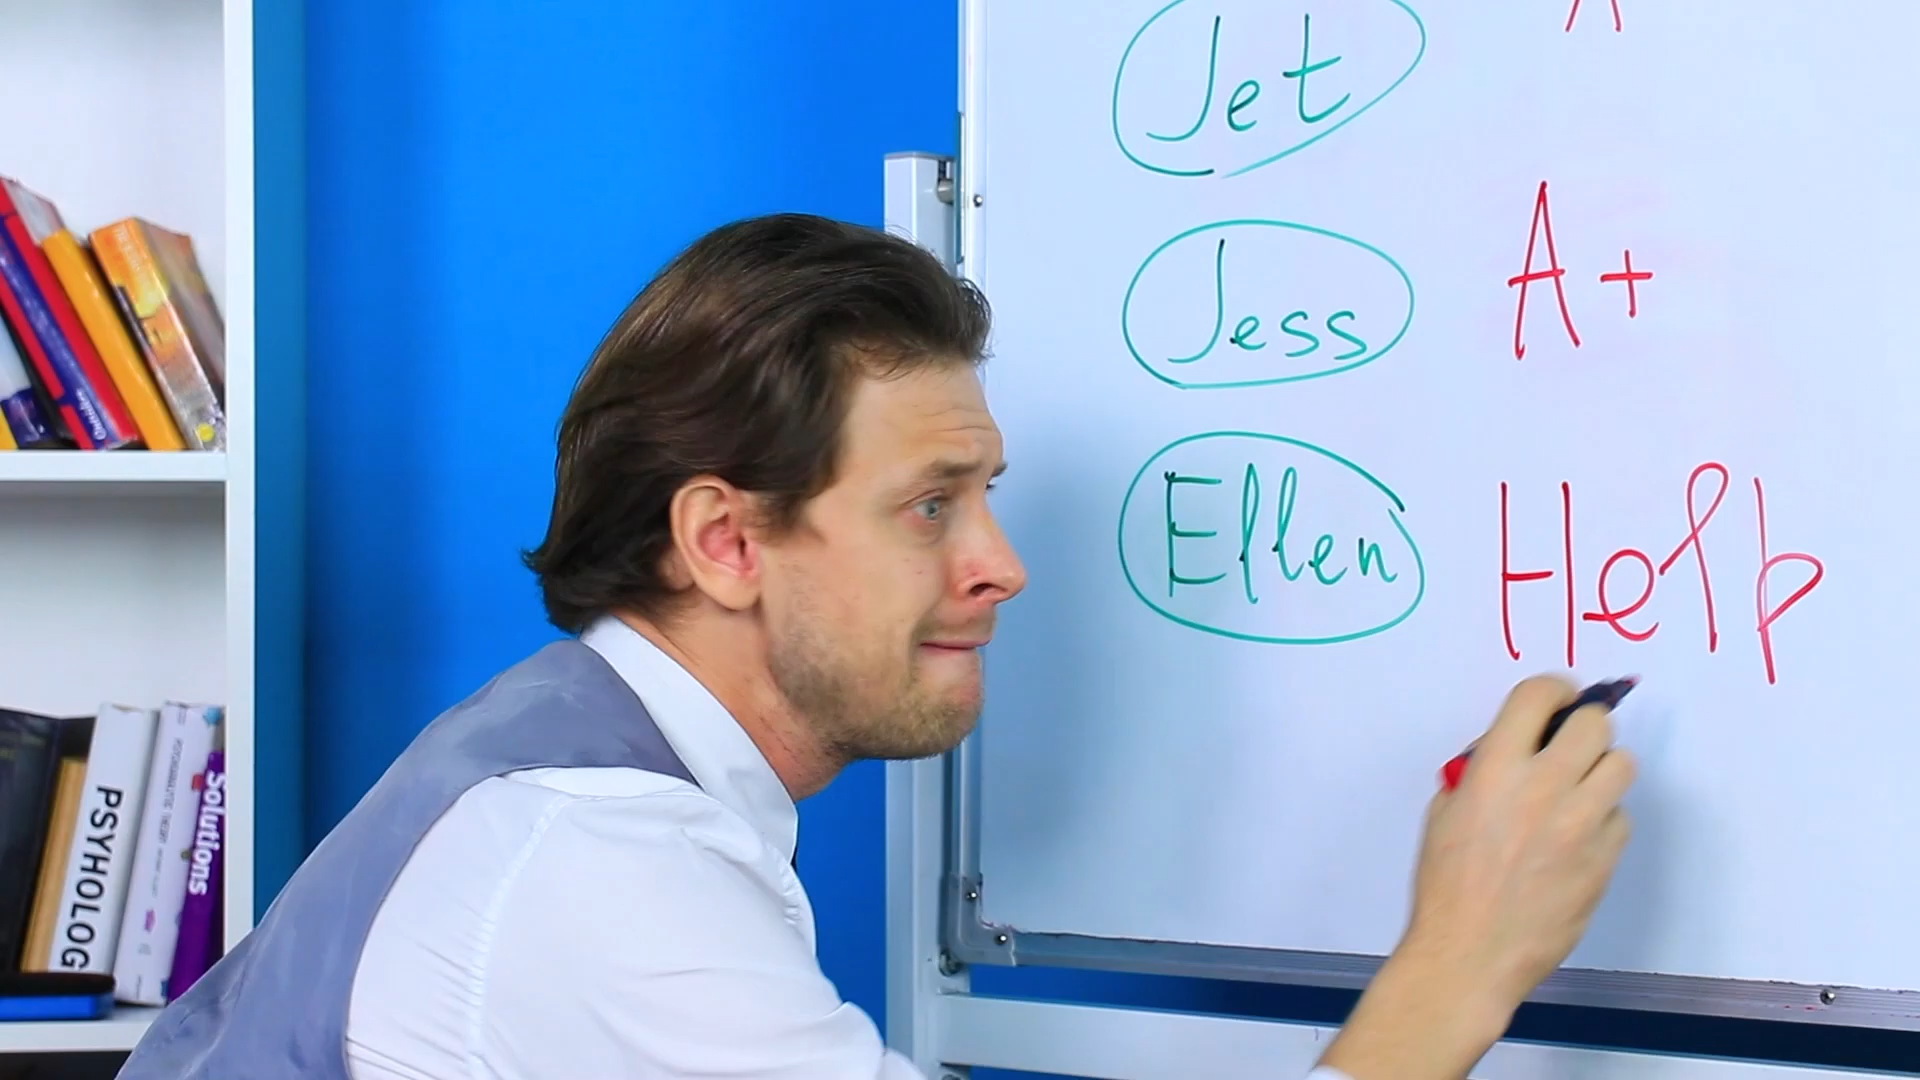 Jet A
Jess A+
Ellen Help
PSYHOLOG
Solutions